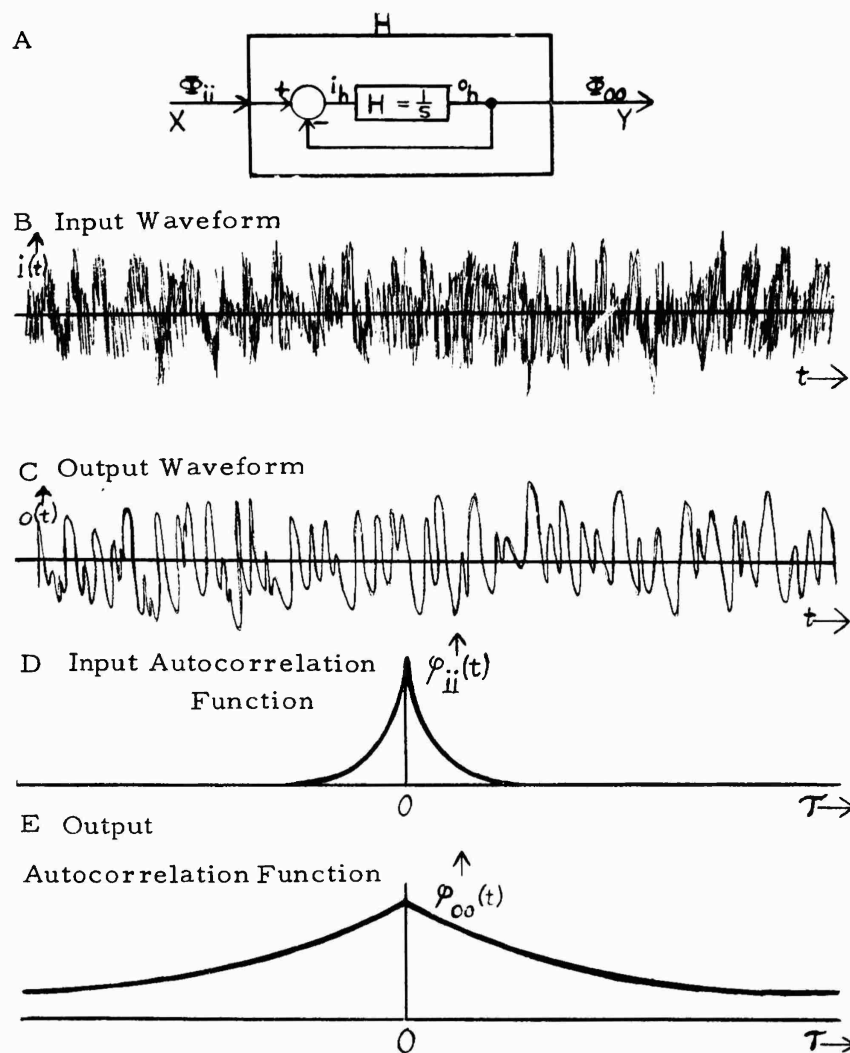 A
H
Φii + ih H = 1/s oh Φoo
X - Y
B Input Waveform
i(t)
t→
C Output Waveform
o(t)
t→
D Input Autocorrelation
Function
φii(t)
0 τ→
E Output
Autocorrelation Function
φoo(t)
0 τ→